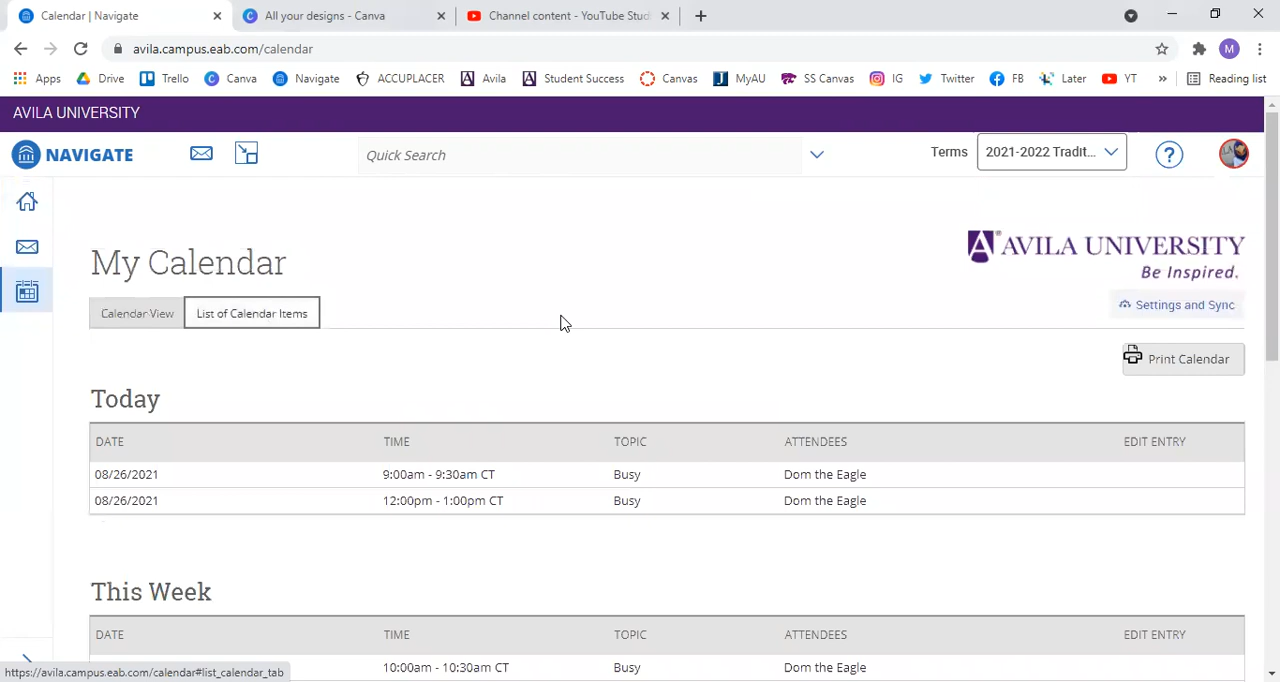 Calendar | Navigate
All your designs - Canva
Channel content - YouTube Stud
avila.campus.eab.com/calendar
M
Apps Drive Trello Canva Navigate ACCUPLACER Avila Student Success Canvas MyAU SS Canvas IG Twitter FB Later YT » Reading list
AVILA UNIVERSITY
NAVIGATE
Quick Search
Terms 2021-2022 Tradit... ?
My Calendar
AVILA UNIVERSITY
Be Inspired.
Calendar View List of Calendar Items
Settings and Sync
Print Calendar
Today
DATE TIME TOPIC ATTENDEES EDIT ENTRY
08/26/2021 9:00am - 9:30am CT Busy Dom the Eagle
08/26/2021 12:00pm - 1:00pm CT Busy Dom the Eagle
This Week
DATE TIME TOPIC ATTENDEES EDIT ENTRY
10:00am - 10:30am CT Busy Dom the Eagle
https://avila.campus.eab.com/calendar#list_calendar_tab